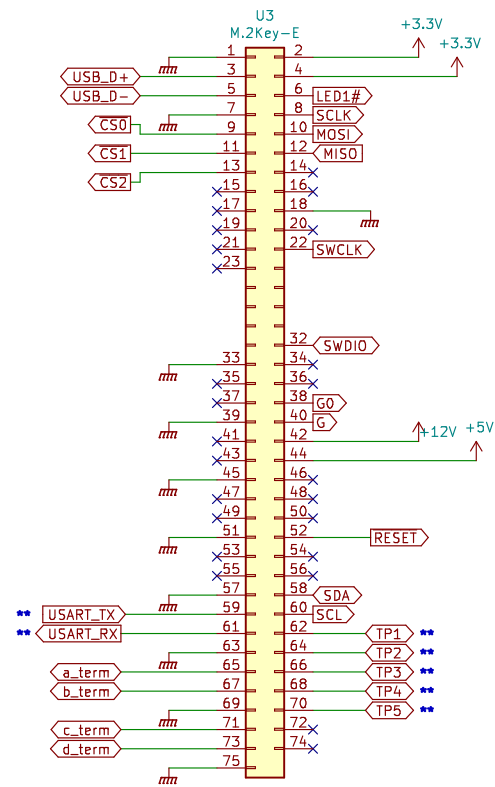 U3
M.2Key-E
+3.3V
+3.3V
1 2
USB_D+ 3 4
USB_D- 5 6 LED1#
7 8 SCLK
CS0 9 10 MOSI
CS1 11 12 MISO
CS2 13 14
15 16
17 18
19 20
21 22 SWCLK
23
32 SWDIO
33 34
35 36
37 38 G0
39 40 G
41 42 +12V +5V
43 44
45 46
47 48
49 50
51 52 RESET
53 54
55 56
57 58 SDA
** USART_TX 59 60 SCL
** USART_RX 61 62 TP1 **
63 64 TP2 **
a_term 65 66 TP3 **
b_term 67 68 TP4 **
69 70 TP5 **
c_term 71 72
d_term 73 74
75